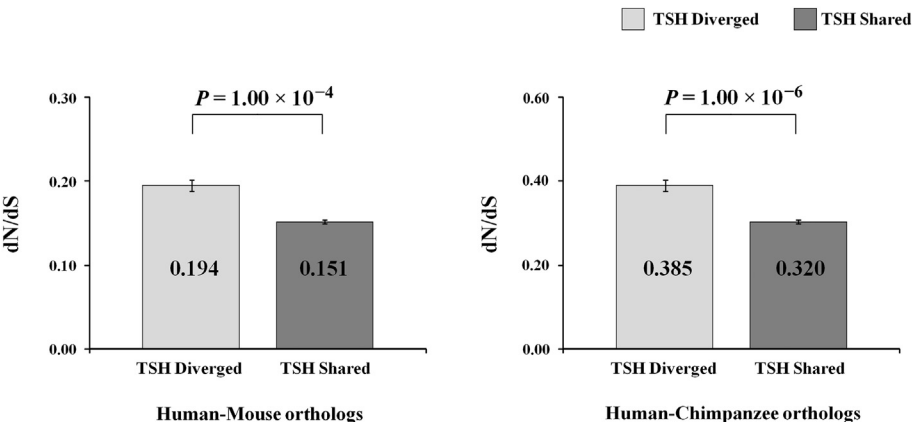 TSH Diverged TSH Shared
P = 1.00 × 10−4
0.30
0.20
0.10
0.00
dN/dS
0.194
0.151
TSH Diverged TSH Shared
Human-Mouse orthologs
P = 1.00 × 10−6
0.60
0.40
0.20
0.00
dN/dS
0.385
0.320
TSH Diverged TSH Shared
Human-Chimpanzee orthologs